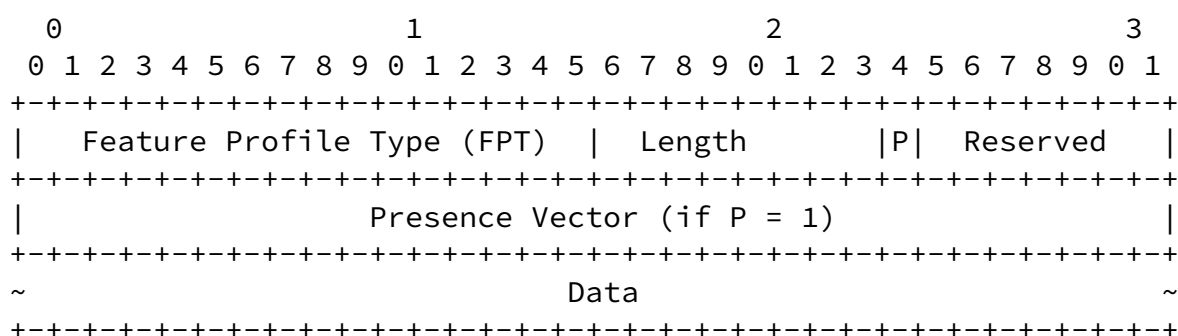 0                   1                   2                   3
 0 1 2 3 4 5 6 7 8 9 0 1 2 3 4 5 6 7 8 9 0 1 2 3 4 5 6 7 8 9 0 1
+-+-+-+-+-+-+-+-+-+-+-+-+-+-+-+-+-+-+-+-+-+-+-+-+-+-+-+-+-+-+-+-+
|   Feature Profile Type (FPT)  |  Length       |P|  Reserved   |
+-+-+-+-+-+-+-+-+-+-+-+-+-+-+-+-+-+-+-+-+-+-+-+-+-+-+-+-+-+-+-+-+
|                   Presence Vector (if P = 1)                  |
+-+-+-+-+-+-+-+-+-+-+-+-+-+-+-+-+-+-+-+-+-+-+-+-+-+-+-+-+-+-+-+-+
~                              Data                             ~
+-+-+-+-+-+-+-+-+-+-+-+-+-+-+-+-+-+-+-+-+-+-+-+-+-+-+-+-+-+-+-+-+